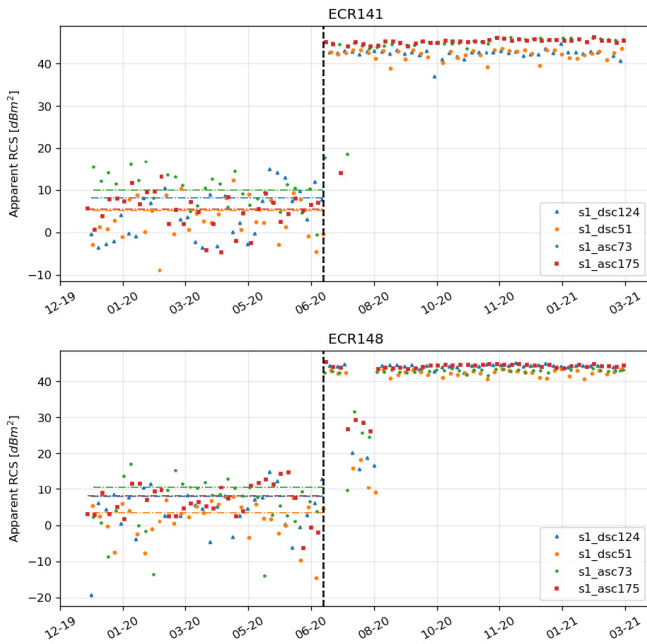 ECR141
Apparent RCS [dBm²]
40
30
20
10
0
−10
12-19
01-20
03-20
05-20
06-20
08-20
10-20
11-20
01-21
03-21
s1_dsc124
s1_dsc51
s1_asc73
s1_asc175
ECR148
Apparent RCS [dBm²]
40
30
20
10
0
−10
−20
12-19
01-20
03-20
05-20
06-20
08-20
10-20
11-20
01-21
03-21
s1_dsc124
s1_dsc51
s1_asc73
s1_asc175